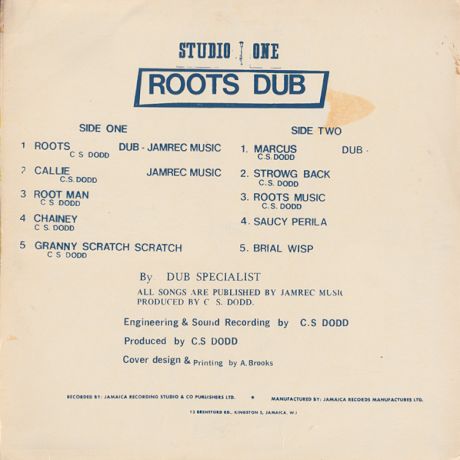 STUDIO ONE
ROOTS DUB
SIDE ONE
1 ROOTS DUB - JAMREC MUSIC
C S DODD
2 CALLIE JAMREC MUSIC
C.S. DODD
3 ROOT MAN
C S DODD
4 CHAINEY
C S DODD
5 GRANNY SCRATCH SCRATCH
C S DODD
SIDE TWO
1. MARCUS DUB -
C.S. DODD
2. STROWG BACK
C.S. DODD
3. ROOTS MUSIC
C.S. DODD
4. SAUCY PERILA
5. BRIAL WISP
By DUB SPECIALIST
ALL SONGS ARE PUBLISHED BY JAMREC MUSIC
PRODUCED BY C S. DODD.
Engineering & Sound Recording by C.S DODD
Produced by C.S DODD
Cover design & Printing by A. Brooks
RECORDED BY: JAMAICA RECORDING STUDIO & CO PUBLISHERS LTD. • MANUFACTURED BY: JAMAICA RECORDS MANUFACTURES LTD.
13 BRENTFORD RD., KINGSTON 5, JAMAICA, W.I